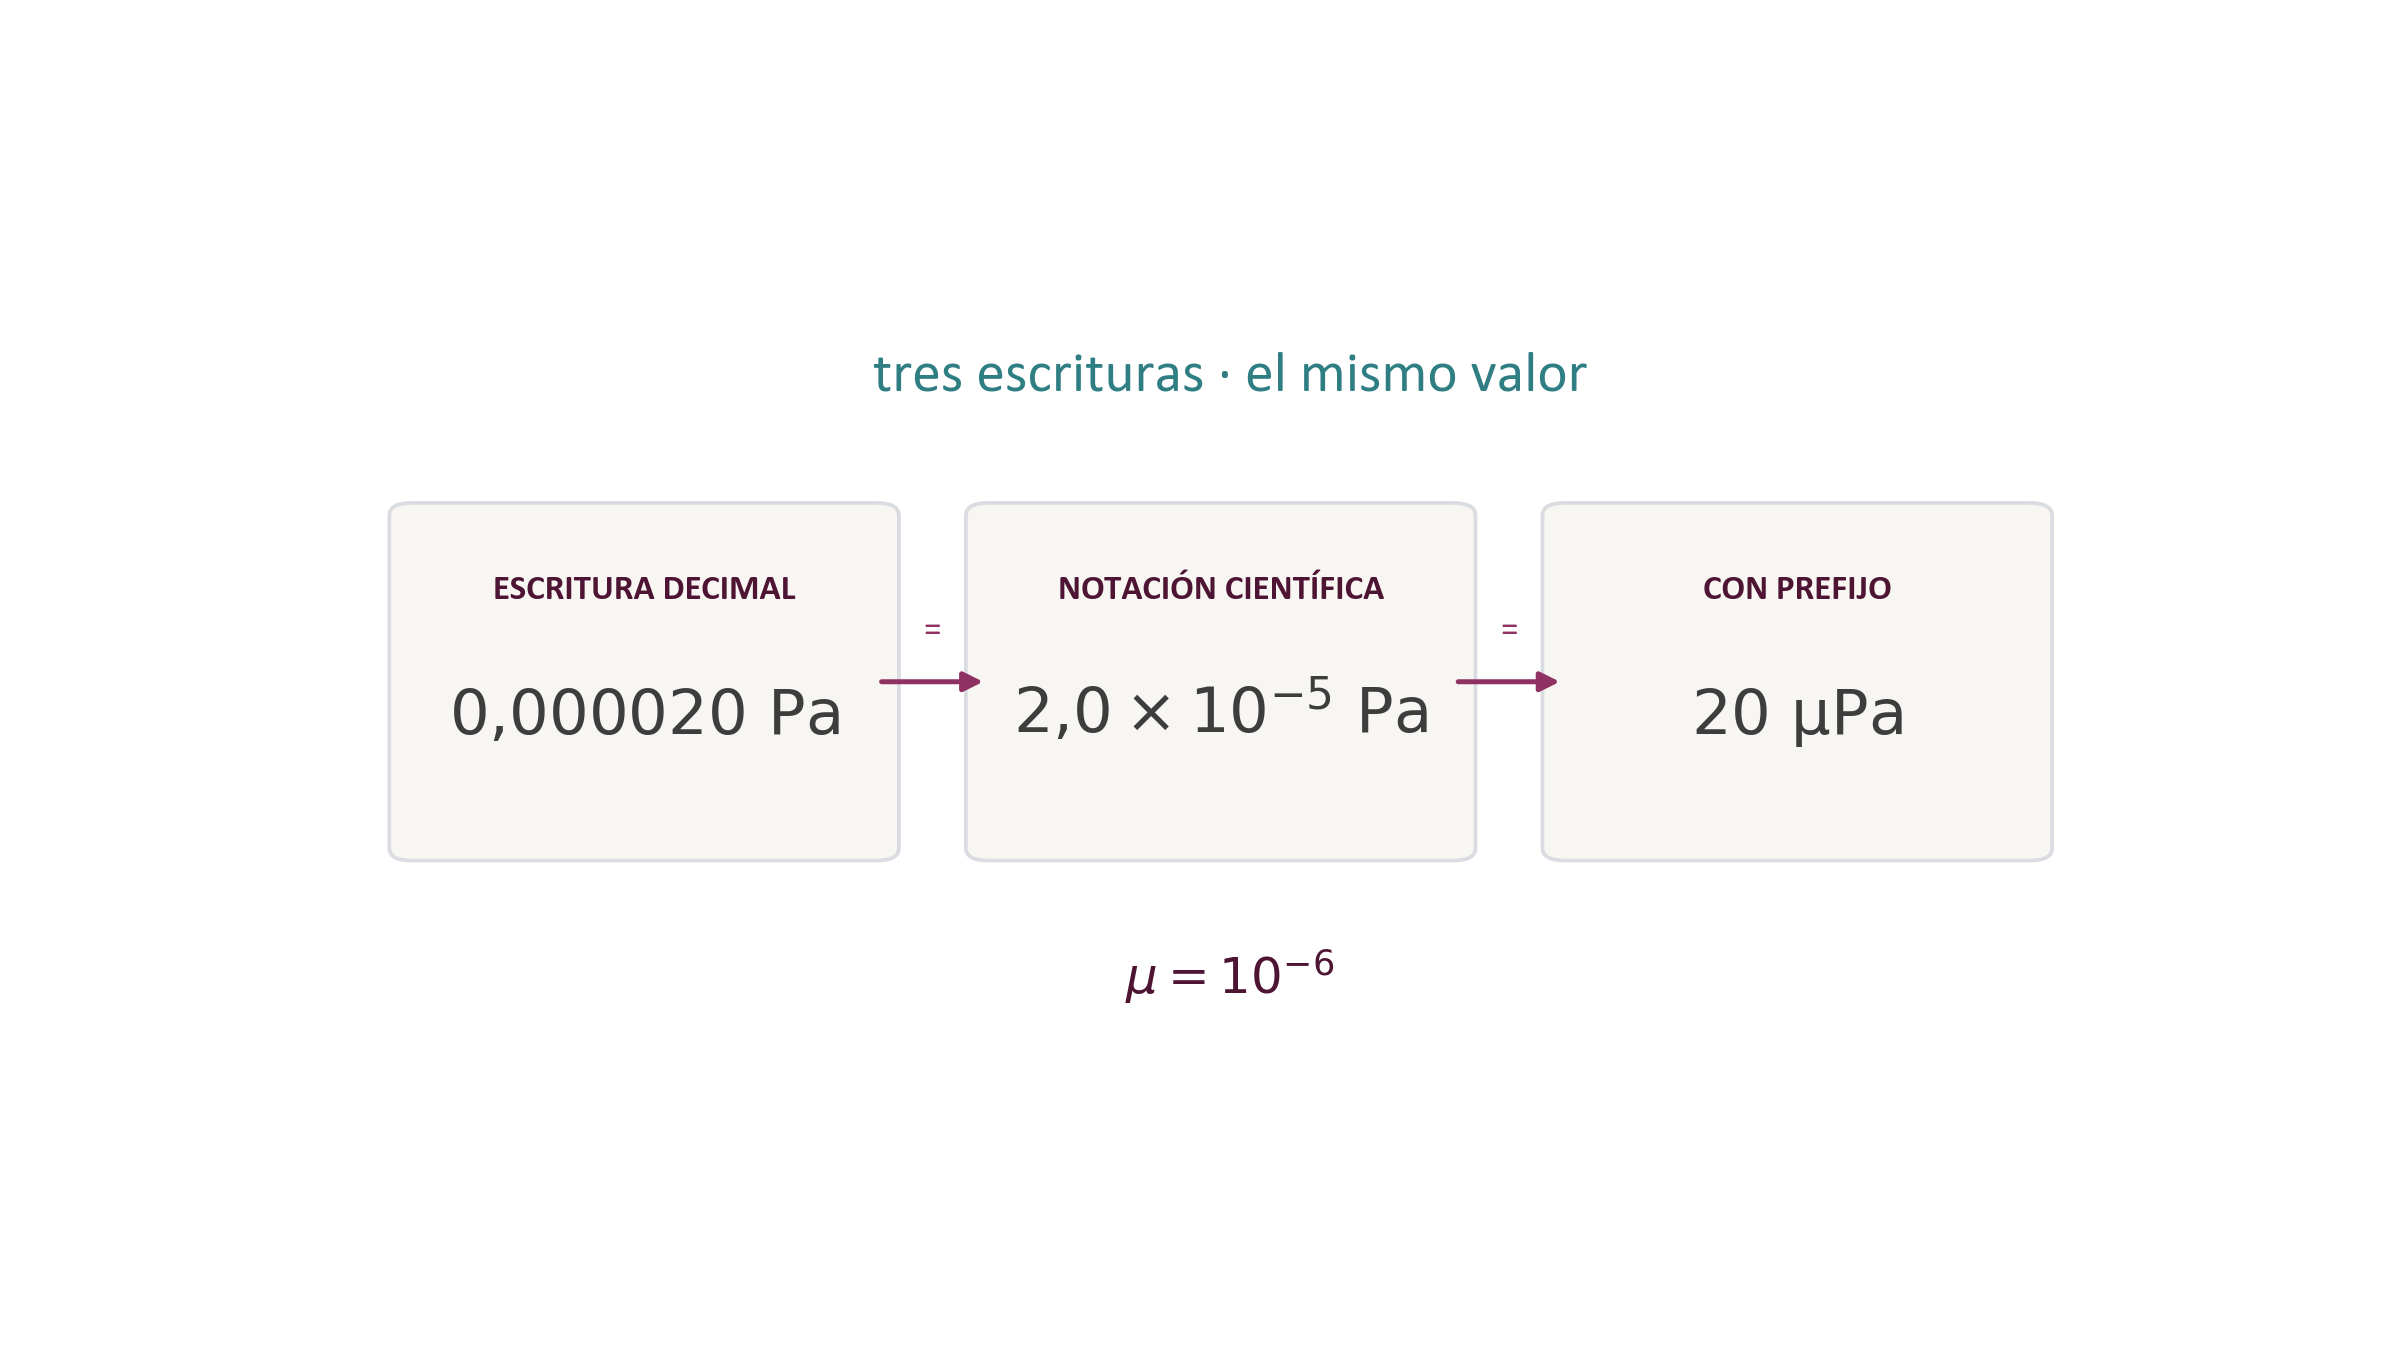 tres escrituras · el mismo valor
ESCRITURA DECIMAL
0,000020 Pa
=
NOTACIÓN CIENTÍFICA
2,0 × 10⁻⁵ Pa
=
CON PREFIJO
20 µPa
μ = 10⁻⁶